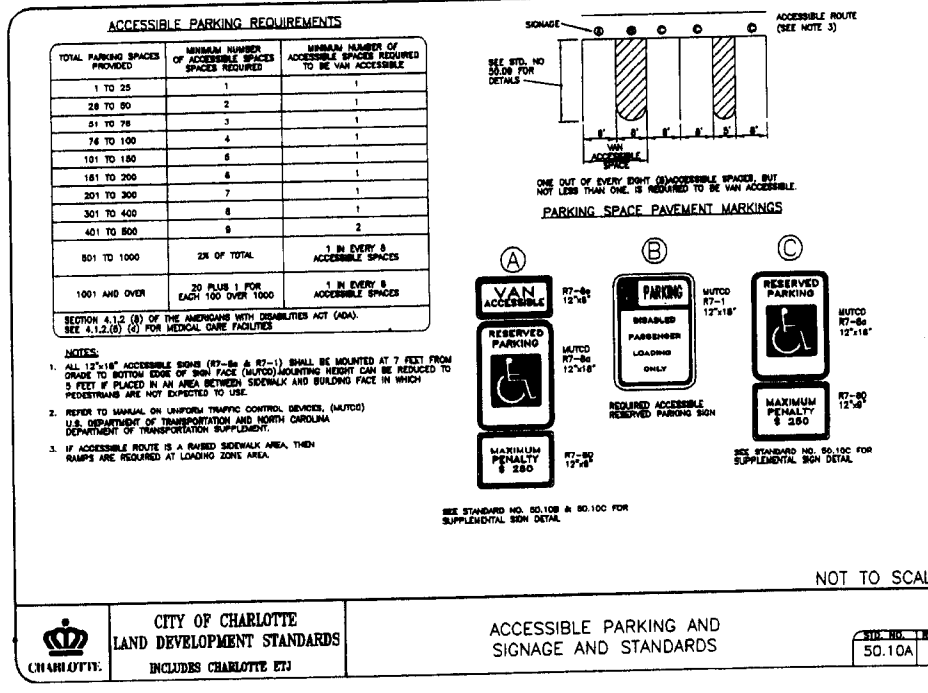 ACCESSIBLE PARKING REQUIREMENTS
TOTAL PARKING SPACES PROVIDED
MINIMUM NUMBER OF ACCESSIBLE SPACES SPACES REQUIRED
MINIMUM NUMBER OF ACCESSIBLE SPACES REQUIRED TO BE VAN ACCESSIBLE
1 TO 25 1 1
26 TO 50 2 1
51 TO 75 3 1
76 TO 100 4 1
101 TO 150 5 1
151 TO 200 6 1
201 TO 300 7 1
301 TO 400 8 1
401 TO 500 9 2
501 TO 1000 2% OF TOTAL 1 IN EVERY 8 ACCESSIBLE SPACES
1001 AND OVER 20 PLUS 1 FOR EACH 100 OVER 1000 1 IN EVERY 8 ACCESSIBLE SPACES
SECTION 4.1.2 (5) OF THE AMERICANS WITH DISABILITIES ACT (ADA).
SEE 4.1.2.(5) (d) FOR MEDICAL CARE FACILITIES
NOTES:
1. ALL 12"x18" ACCESSIBLE SIGNS (R7-8a & R7-1) SHALL BE MOUNTED AT 7 FEET FROM
GRADE TO BOTTOM EDGE OF SIGN FACE (MUTCD).MOUNTING HEIGHT CAN BE REDUCED TO
5 FEET IF PLACED IN AN AREA BETWEEN SIDEWALK AND BUILDING FACE IN WHICH
PEDESTRIANS ARE NOT EXPECTED TO USE.
2. REFER TO MANUAL ON UNIFORM TRAFFIC CONTROL DEVICES, (MUTCD)
U.S. DEPARTMENT OF TRANSPORTATION AND NORTH CAROLINA
DEPARTMENT OF TRANSPORTATION SUPPLEMENT.
3. IF ACCESSIBLE ROUTE IS A RAISED SIDEWALK AREA, THEN
RAMPS ARE REQUIRED AT LOADING ZONE AREA.
SIGNAGE
ACCESSIBLE ROUTE
(SEE NOTE 3)
A B C C C
SEE STD. NO
50.09 FOR
DETAILS
8' 8' 8' 8' 5' 8'
VAN
ACCESSIBLE
SPACE
ONE OUT OF EVERY EIGHT (8)ACCESSIBLE SPACES, BUT
NOT LESS THAN ONE, IS REQUIRED TO BE VAN ACCESSIBLE.
PARKING SPACE PAVEMENT MARKINGS
A
VAN
ACCESSIBLE
12"x6"
RESERVED
PARKING
MUTCD
R7-8a
12"x18"
MAXIMUM
PENALTY
$ 250
R7-8D
SEE STANDARD NO. 50.10B & 50.10C FOR
SUPPLEMENTAL SIGN DETAIL
B
PARKING
DISABLED
PASSENGER
LOADING
ONLY
MUTCD
R7-1
12"x18"
REQUIRED ACCESSIBLE
RESERVED PARKING SIGN
C
RESERVED
PARKING
MUTCD
R7-8a
12"x18"
MAXIMUM
PENALTY
$ 250
R7-8D
SEE STANDARD NO. 50.10C FOR
SUPPLEMENTAL SIGN DETAIL
NOT TO SCAL
CHARLOTTE
CITY OF CHARLOTTE
LAND DEVELOPMENT STANDARDS
INCLUDES CHARLOTTE ETJ
ACCESSIBLE PARKING AND
SIGNAGE AND STANDARDS
STD. NO.
50.10A